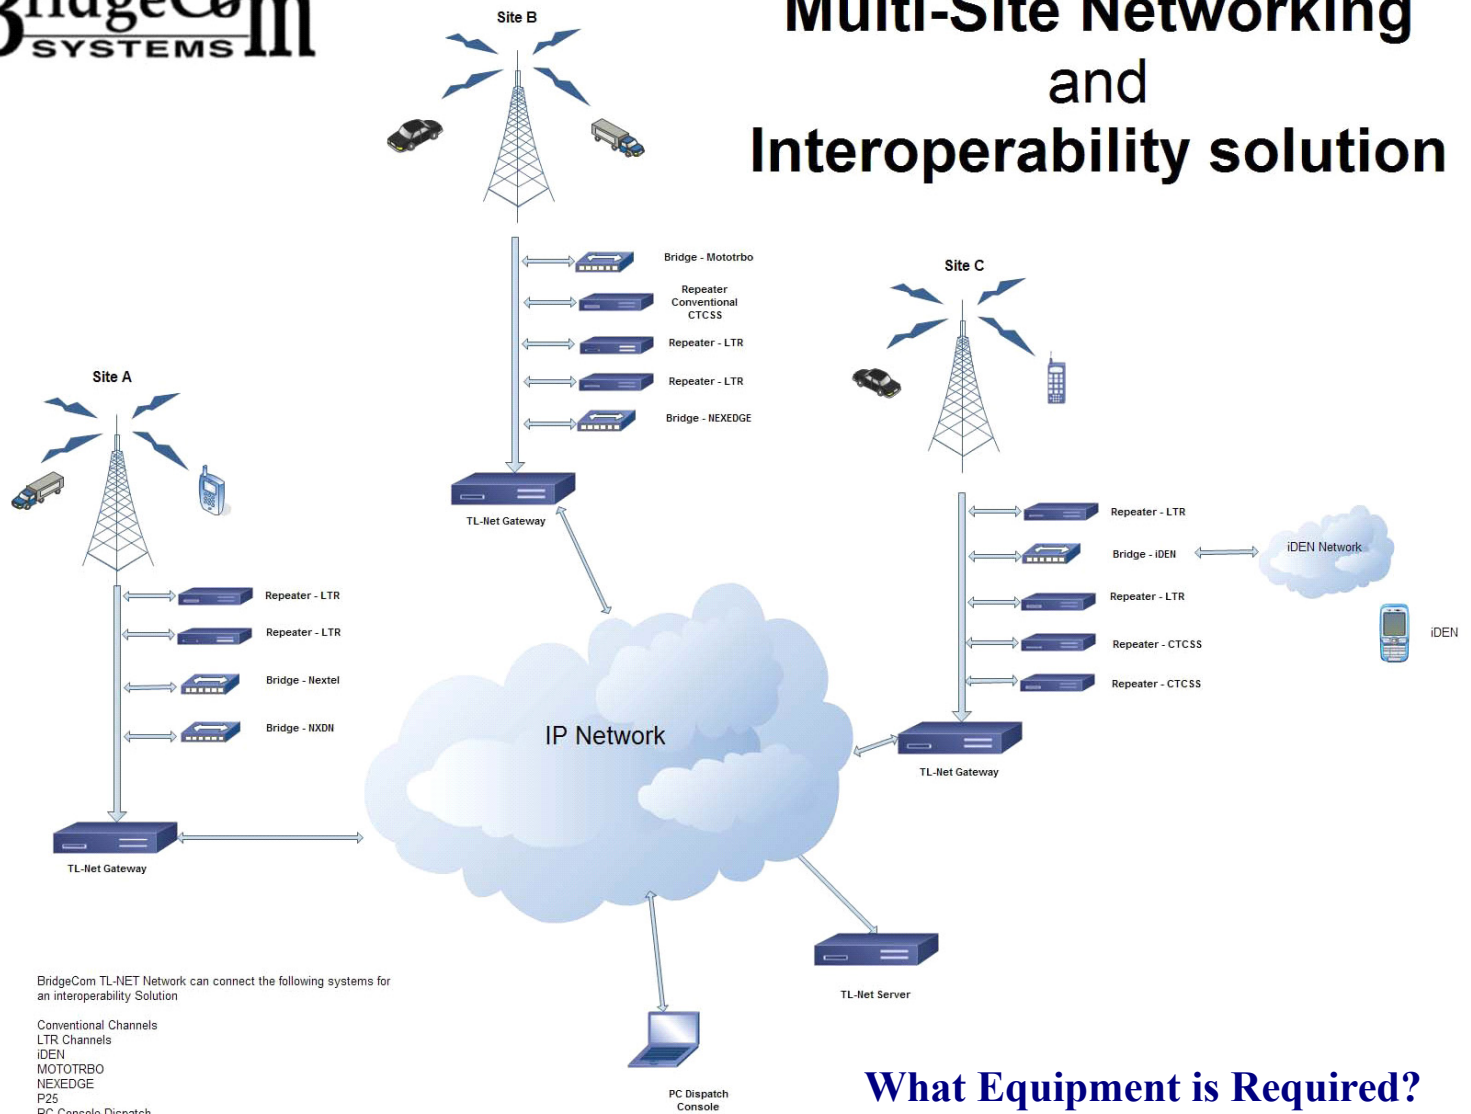 BridgeCom
SYSTEMS
Multi-Site Networking
and
Interoperability solution
Site B
Bridge - Mototrbo
Repeater
Conventional
CTCSS
Repeater - LTR
Repeater - LTR
Bridge - NEXEDGE
TL-Net Gateway
Site C
Repeater - LTR
Bridge - iDEN
iDEN Network
Repeater - LTR
Repeater - CTCSS
Repeater - CTCSS
iDEN
TL-Net Gateway
Site A
Repeater - LTR
Repeater - LTR
Bridge - Nextel
Bridge - NXDN
TL-Net Gateway
IP Network
TL-Net Server
PC Dispatch
Console
BridgeCom TL-NET Network can connect the following systems for
an interoperability Solution
Conventional Channels
LTR Channels
iDEN
MOTOTRBO
NEXEDGE
P25
PC Console Dispatch
What Equipment is Required?